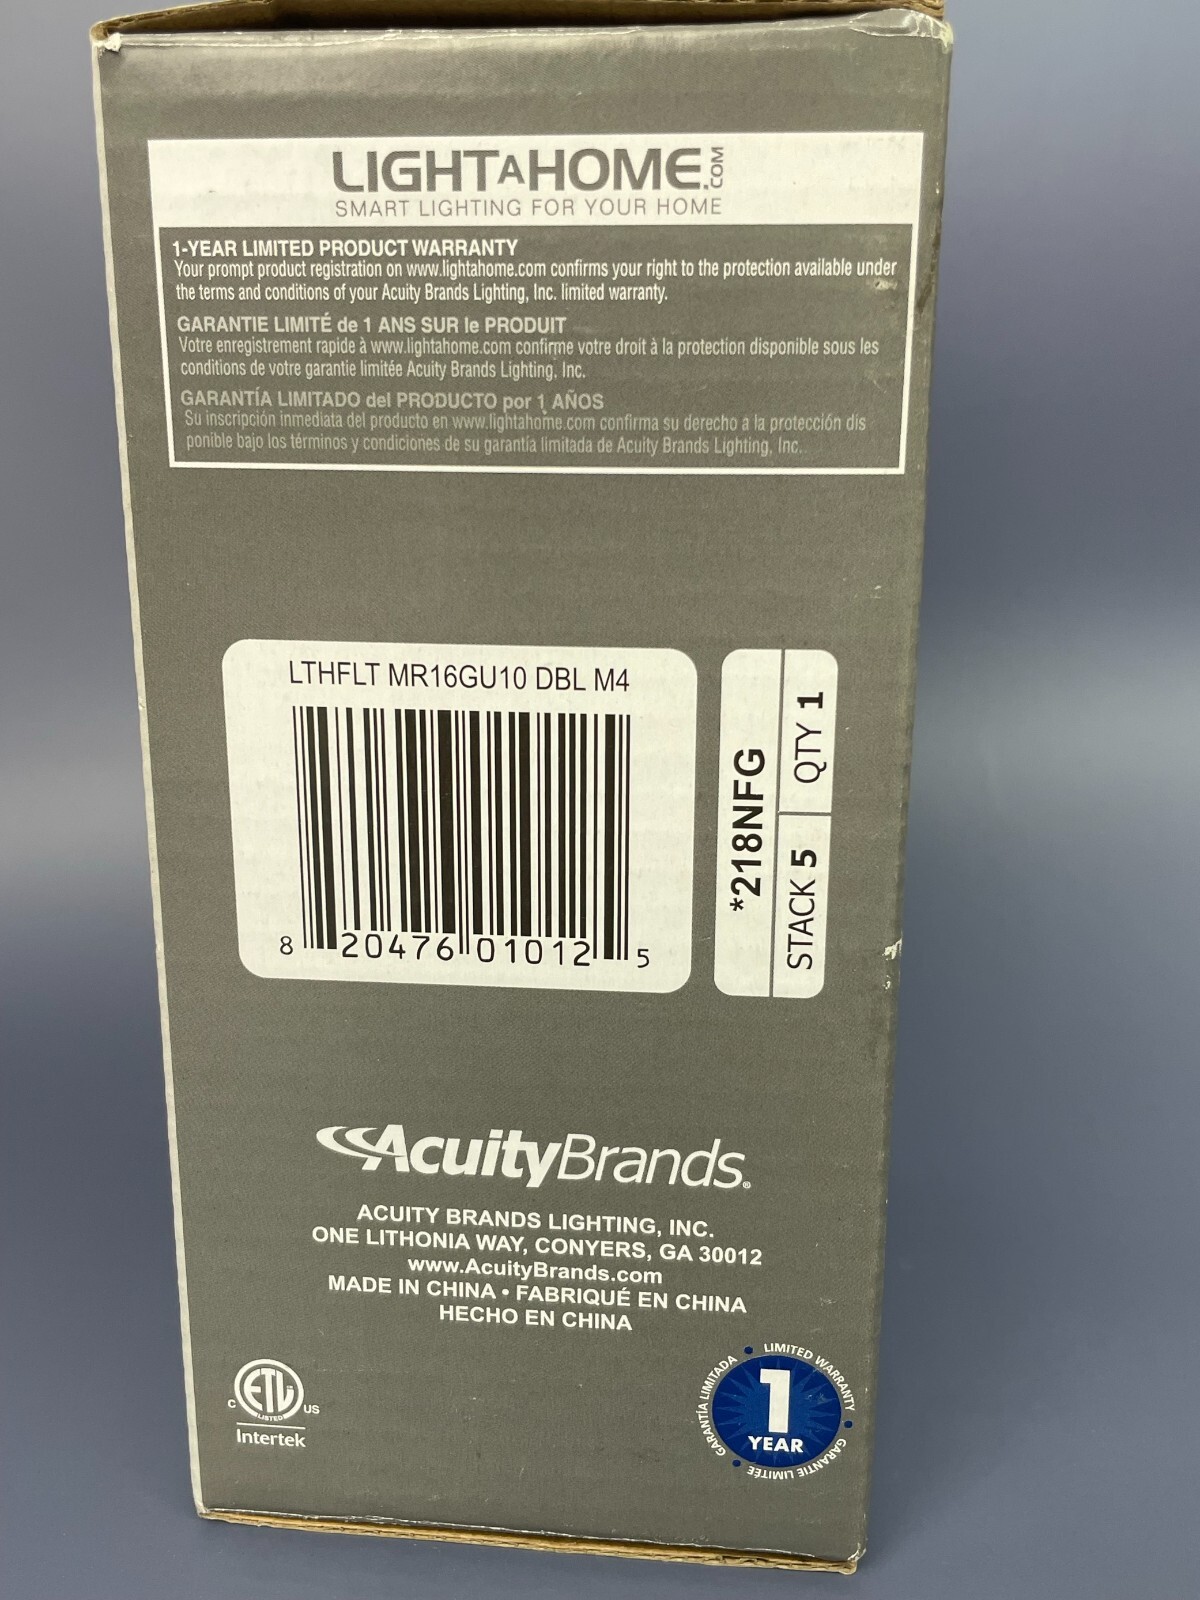 LIGHTAHOME.COM
SMART LIGHTING FOR YOUR HOME
1-YEAR LIMITED PRODUCT WARRANTY
Your prompt product registration on www.lightahome.com confirms your right to the protection available under
the terms and conditions of your Acuity Brands Lighting, Inc. limited warranty.
GARANTIE LIMITÉ de 1 ANS SUR le PRODUIT
Votre enregistrement rapide à www.lightahome.com confirme votre droit à la protection disponible sous les
conditions de votre garantie limitée Acuity Brands Lighting, Inc.
GARANTÍA LIMITADO del PRODUCTO por 1 AÑOS
Su inscripción inmediata del producto en www.lightahome.com confirma su derecho a la protección dis
ponible bajo los términos y condiciones de su garantía limitada de Acuity Brands Lighting, Inc.
LTHFLT MR16GU10 DBL M4
8 20476 01012 5
*218NFG
STACK 5 QTY 1
AcuityBrands®
ACUITY BRANDS LIGHTING, INC.
ONE LITHONIA WAY, CONYERS, GA 30012
www.AcuityBrands.com
MADE IN CHINA • FABRIQUÉ EN CHINA
HECHO EN CHINA
C ETL US
LISTED
Intertek
LIMITED WARRANTY • GARANTIE LIMITÉE • GARANTÍA LIMITADA •
1
YEAR